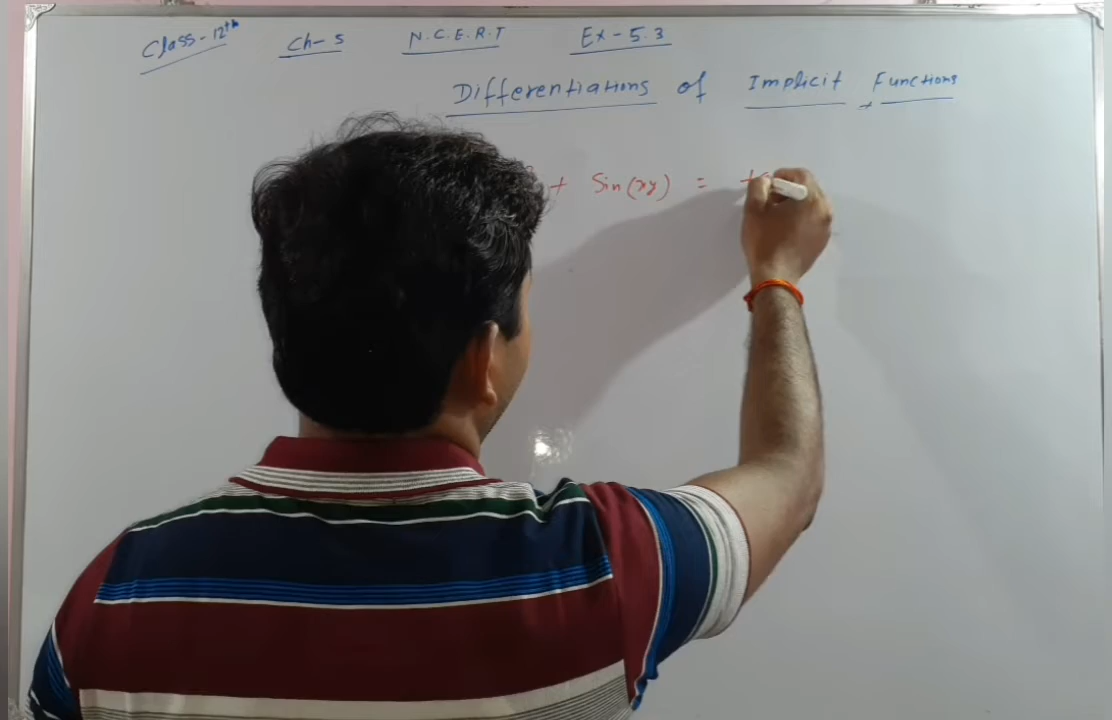 Class-12th Ch-5 N.C.E.R.T Ex-5.3
Differentiations of Implicit Functions
+ Sin(xy) =